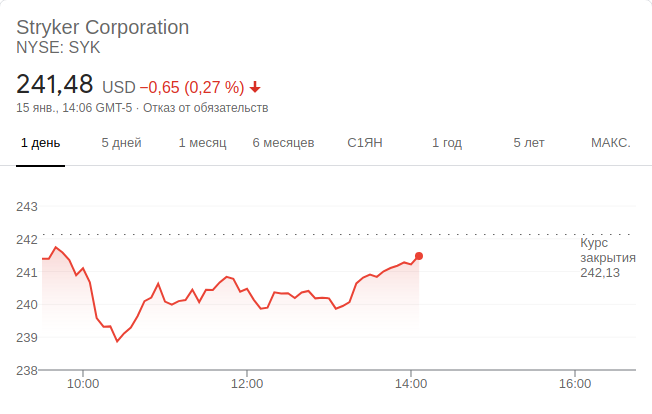 Stryker Corporation
NYSE: SYK
241,48 USD −0,65 (0,27 %)
15 янв., 14:06 GMT-5 · Отказ от обязательств
1 день 5 дней 1 месяц 6 месяцев С1ЯН 1 год 5 лет МАКС.
243
242
Курс
закрытия
242,13
241
240
239
238
10:00 12:00 14:00 16:00